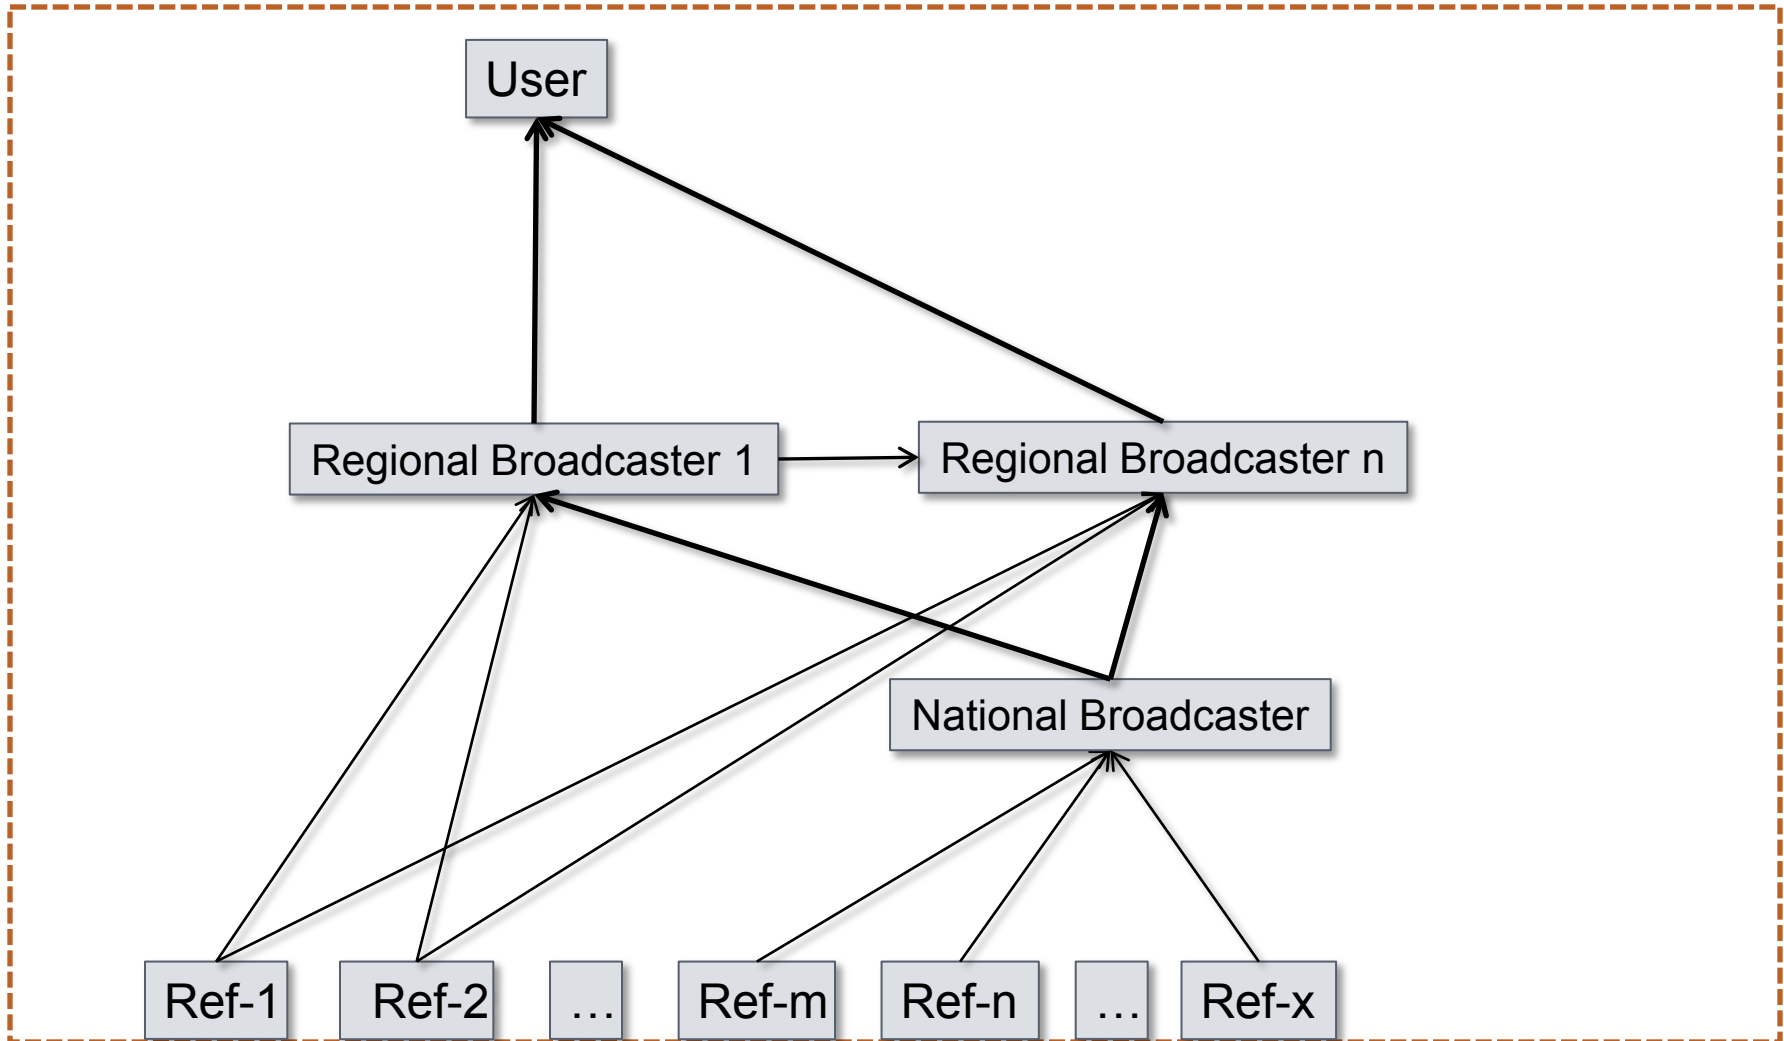 User
Regional Broadcaster 1
Regional Broadcaster n
National Broadcaster
Ref-1
Ref-2
...
Ref-m
Ref-n
...
Ref-x